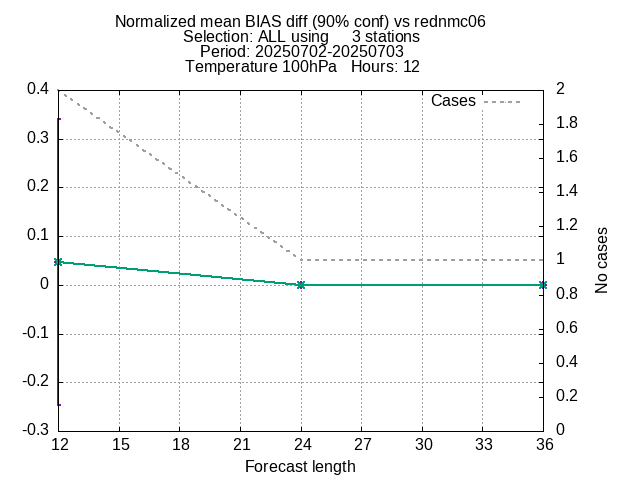 Normalized mean BIAS diff (90% conf) vs rednmc06
Selection: ALL using     3 stations
Period: 20250702-20250703
Temperature 100hPa   Hours: 12
Cases
0.4
0.3
0.2
0.1
0
-0.1
-0.2
-0.3
2
1.8
1.6
1.4
1.2
1
0.8
0.6
0.4
0.2
0
No cases
12 15 18 21 24 27 30 33 36
Forecast length